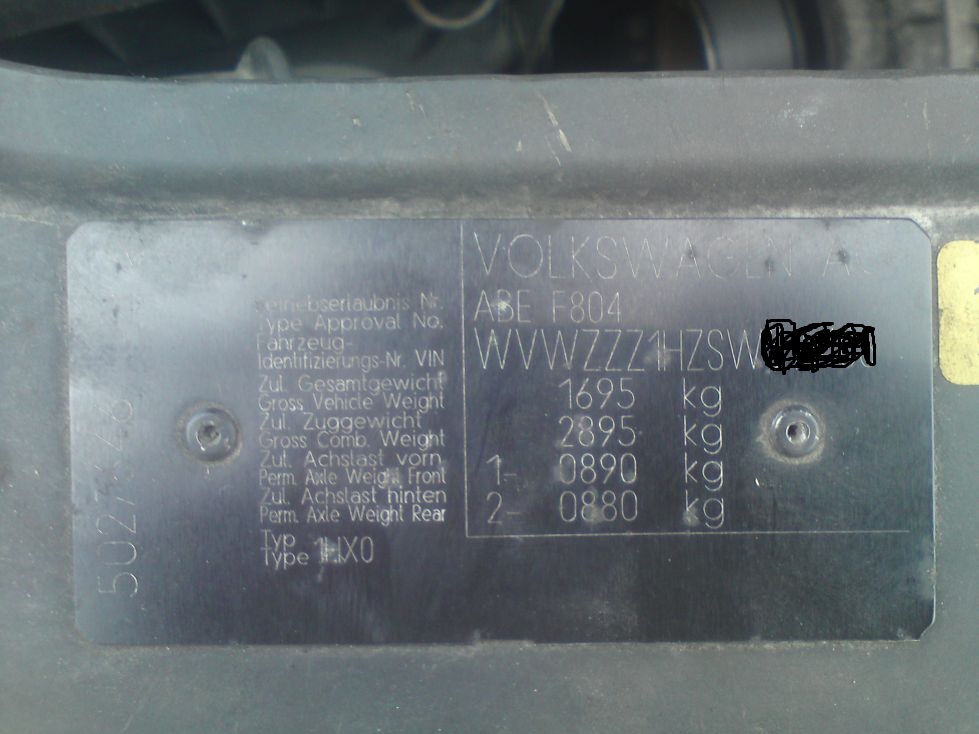 VOLKSWAGEN AG
Betriebserlaubnis Nr.
Type Approval No.
ABE F804
Fahrzeug-
Identifizierungs-Nr. VIN
WVWZZZ1HZSW
Zul. Gesamtgewicht
Gross Vehicle Weight
1695 kg
Zul. Zuggewicht
Gross Comb. Weight
2895 kg
Zul. Achslast vorn
Perm. Axle Weight Front
1- 0890 kg
Zul. Achslast hinten
Perm. Axle Weight Rear
2- 0880 kg
Typ
Type 1HX0